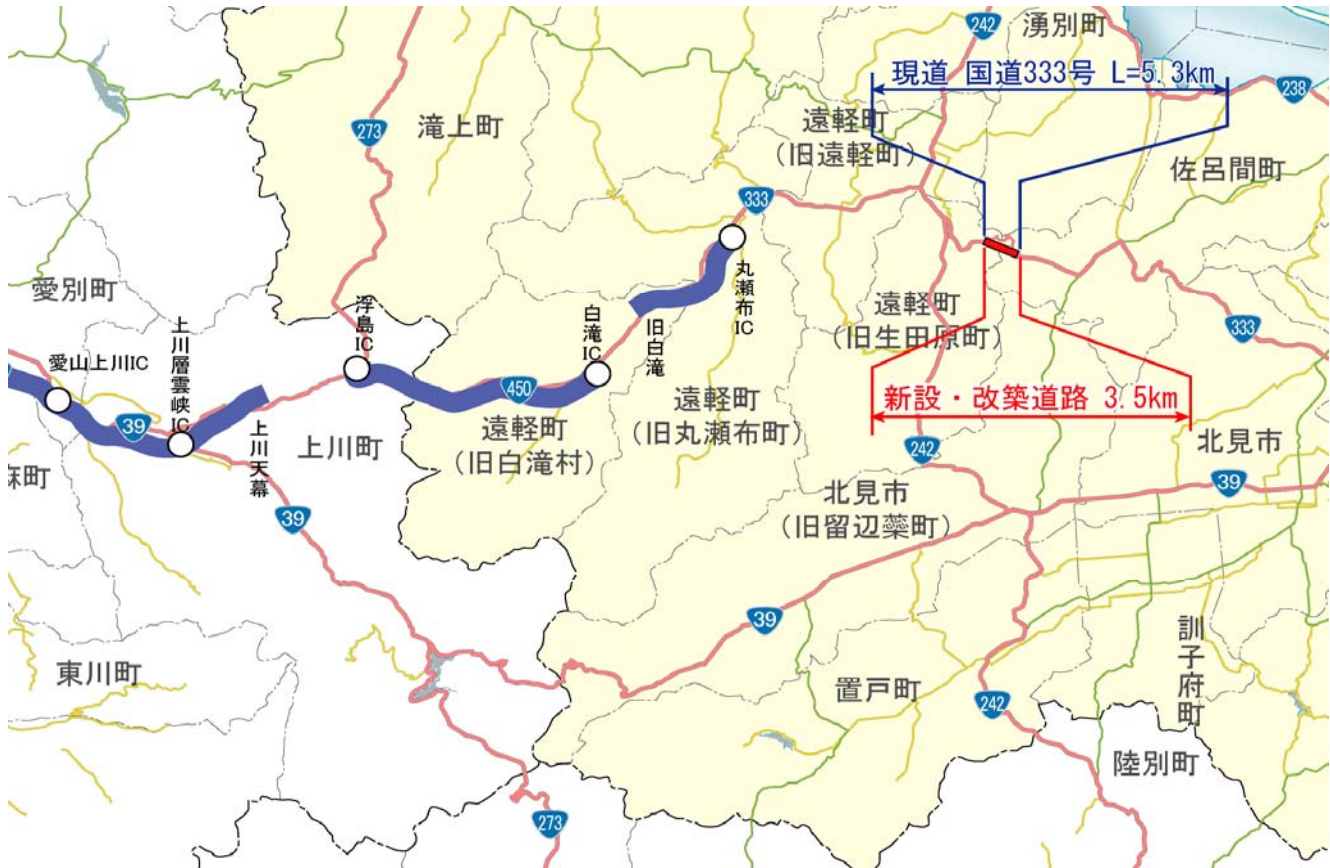 242
湧別町
現道 国道333号 L=5.3km
238
273
滝上町
遠軽町
(旧遠軽町)
佐呂間町
333
丸瀬布IC
愛別町
浮島IC
白滝IC
旧白滝
遠軽町
(旧生田原町)
333
愛山上川IC
上川層雲峡IC
450
新設・改築道路 3.5km
39
上川天幕
上川町
遠軽町
(旧白滝村)
遠軽町
(旧丸瀬布町)
242
北見市
麻町
39
39
北見市
(旧留辺蘂町)
39
訓子府町
東川町
置戸町
242
陸別町
273